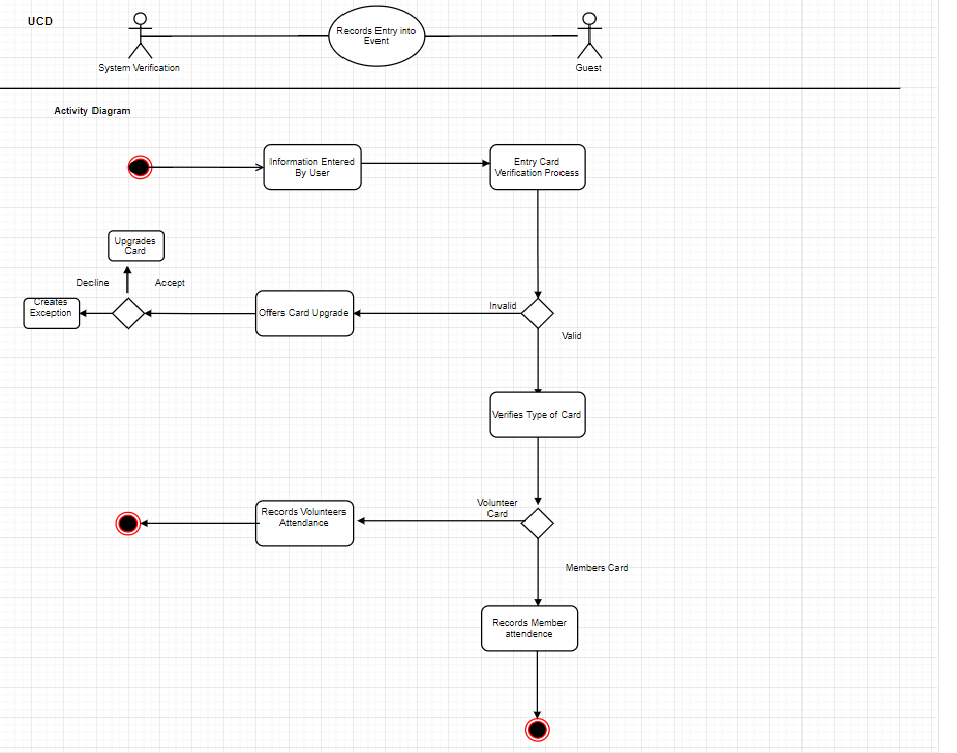 UCD
Records Entry into
Event
System Verification
Guest
Activity Diagram
Information Entered
By User
Entry Card
Verification Process
Upgrades
Card
Decline
Accept
Creates
Exception
Offers Card Upgrade
Invalid
Valid
Verifies Type of Card
Volunteer
Card
Records Volunteers
Attendance
Members Card
Records Member
attendence